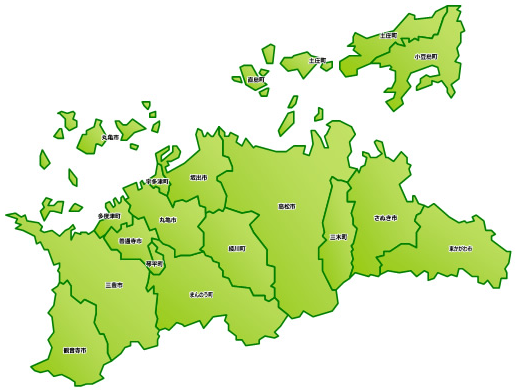 土庄町
小豆島町
土庄町
直島町
丸亀市
宇多津町
坂出市
多度津町
丸亀市
高松市
さぬき市
善通寺市
三木町
綾川町
東かがわ市
琴平町
三豊市
まんのう町
観音寺市